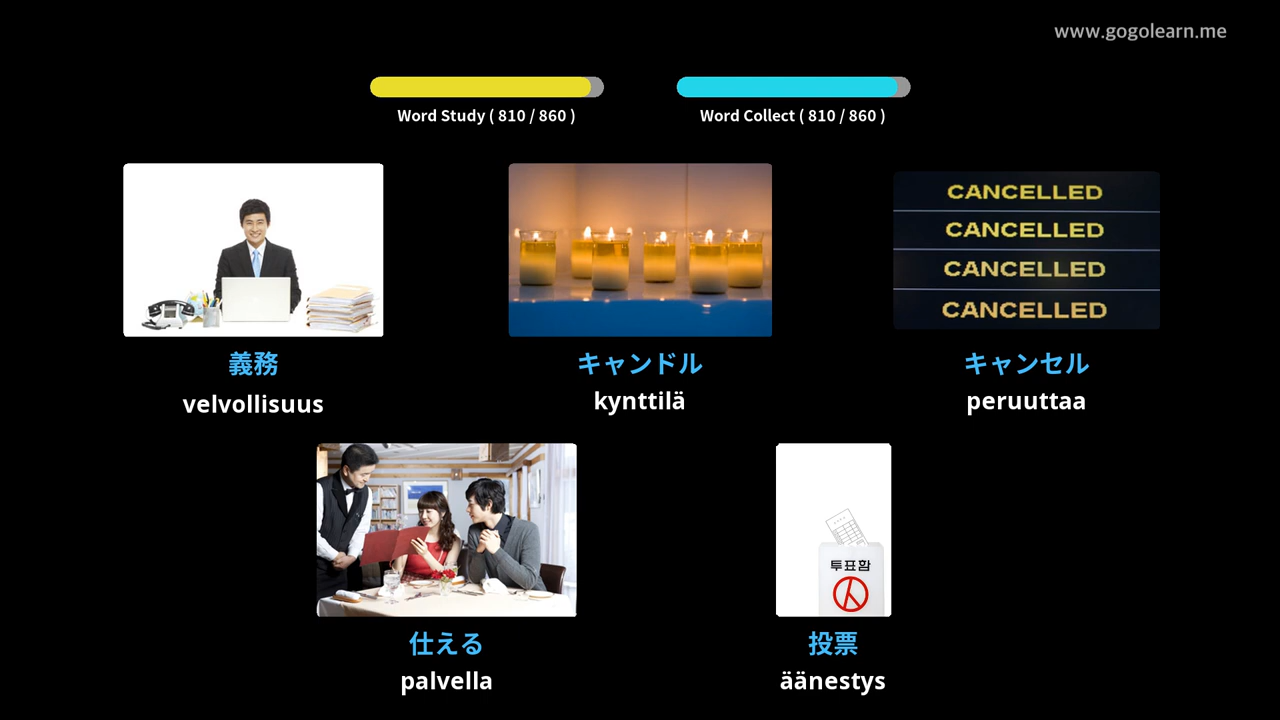 www.gogolearn.me
Word Study ( 810 / 860 )
Word Collect ( 810 / 860 )
CANCELLED
CANCELLED
CANCELLED
CANCELLED
義務
velvollisuus
キャンドル
kynttilä
キャンセル
peruuttaa
투표함
仕える
palvella
投票
äänestys